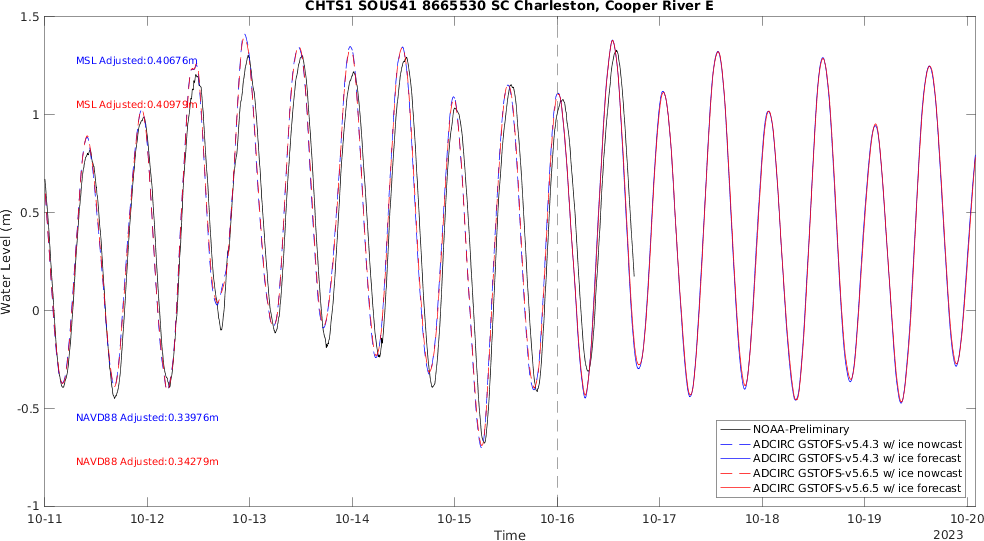 CHTS1 SOUS41 8665530 SC Charleston, Cooper River E
1.5
1
0.5
0
-0.5
-1
Water Level (m)
MSL Adjusted:0.40676m
MSL Adjusted:0.40979m
NAVD88 Adjusted:0.33976m
NAVD88 Adjusted:0.34279m
NOAA-Preliminary
ADCIRC GSTOFS-v5.4.3 w/ ice nowcast
ADCIRC GSTOFS-v5.4.3 w/ ice forecast
ADCIRC GSTOFS-v5.6.5 w/ ice nowcast
ADCIRC GSTOFS-v5.6.5 w/ ice forecast
10-11 10-12 10-13 10-14 10-15 10-16 10-17 10-18 10-19 10-20
Time
2023